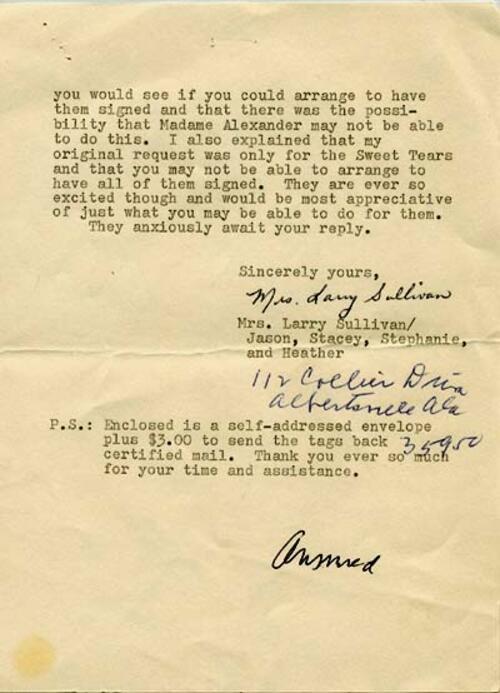 you would see if you could arrange to have
them signed and that there was the possi-
bility that Madame Alexander may not be able
to do this. I also explained that my
original request was only for the Sweet Tears
and that you may not be able to arrange to
have all of them signed. They are ever so
excited though and would be most appreciative
of just what you may be able to do for them.
They anxiously await your reply.
Sincerely yours,
Mrs. Larry Sullivan
Mrs. Larry Sullivan/
Jason, Stacey, Stephanie,
and Heather
112 Collier Drive
Albertville Ala
35950
P.S.: Enclosed is a self-addressed envelope
plus $3.00 to send the tags back
certified mail. Thank you ever so much
for your time and assistance.
Answered